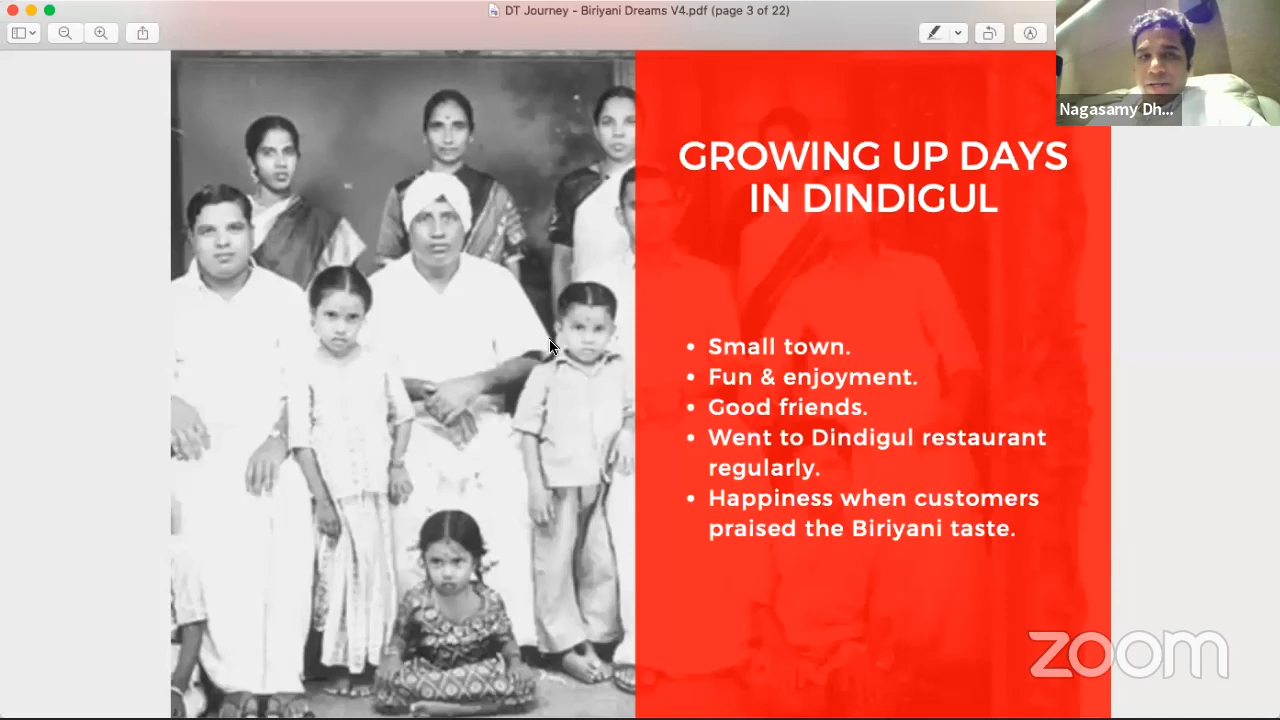 DT Journey - Biriyani Dreams V4.pdf (page 3 of 22)
Nagasamy Dh...
GROWING UP DAYS
IN DINDIGUL
• Small town.
• Fun & enjoyment.
• Good friends.
• Went to Dindigul restaurant
regularly.
• Happiness when customers
praised the Biriyani taste.
zoom